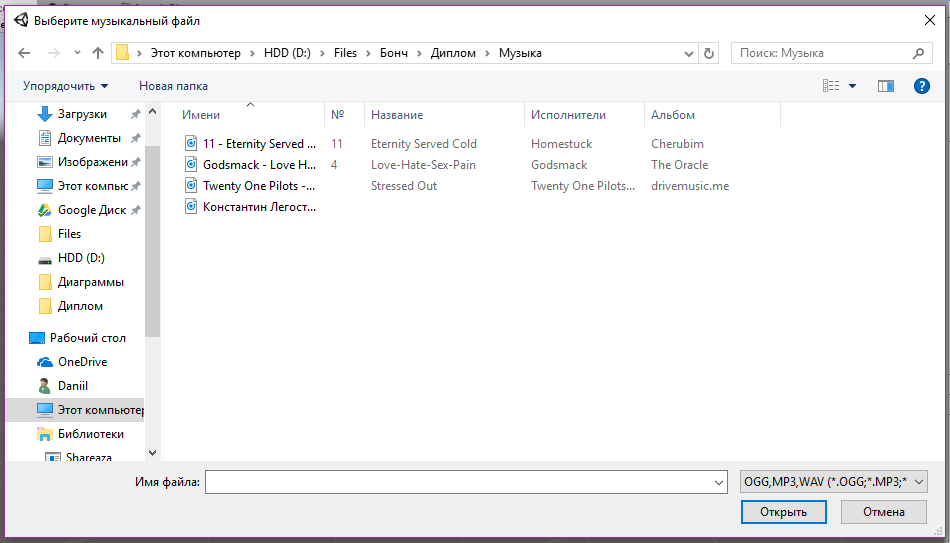 Выберите музыкальный файл
Этот компьютер > HDD (D:) > Files > Бонч > Диплом > Музыка
Поиск: Музыка
Упорядочить
Новая папка
Загрузки
Документы
Изображени
Этот компьк
Google Диск
Files
HDD (D:)
Диаграммы
Диплом
Рабочий стол
OneDrive
Daniil
Этот компьютер
Библиотеки
Shareaza
Имени № Название Исполнители Альбом
11 - Eternity Served ... 11 Eternity Served Cold Homestuck Cherubim
Godsmack - Love H... 4 Love-Hate-Sex-Pain Godsmack The Oracle
Twenty One Pilots -... Stressed Out Twenty One Pilots... drivemusic.me
Константин Легост...
Имя файла:
OGG,MP3,WAV (*.OGG;*.MP3;*
Открыть
Отмена